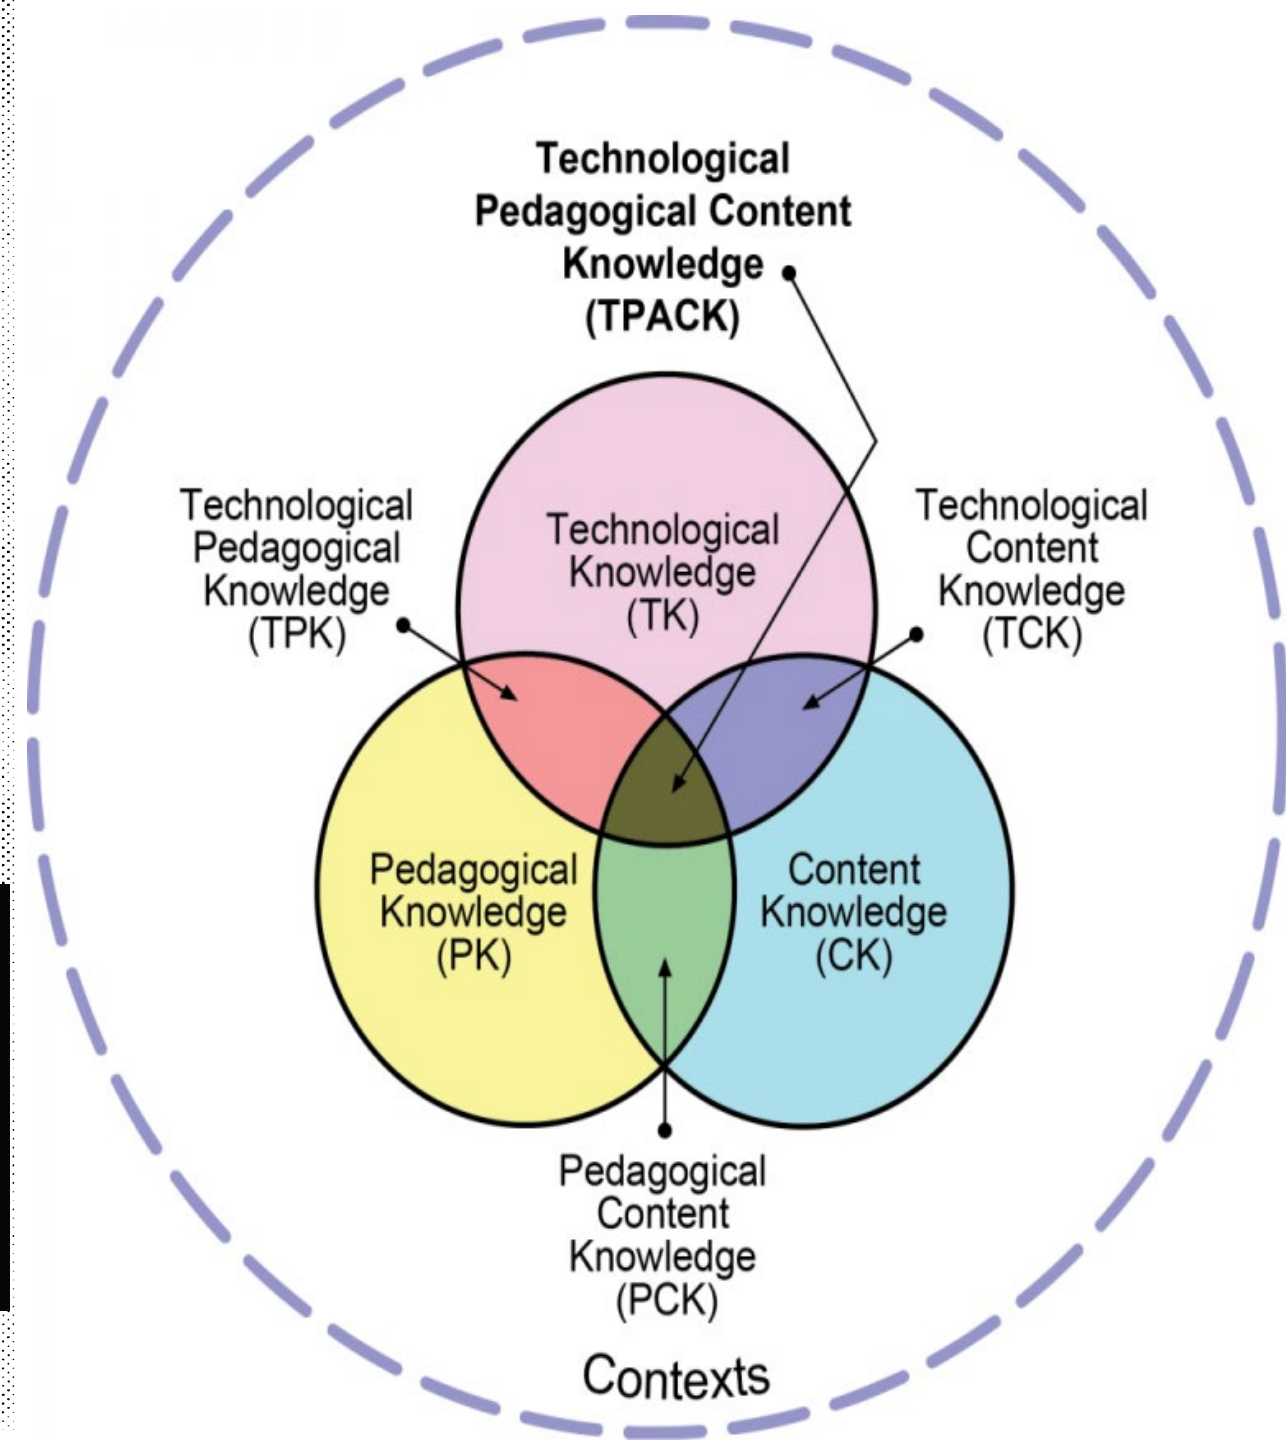 Technological
Pedagogical Content
Knowledge
(TPACK)
Technological
Pedagogical
Knowledge
(TPK)
Technological
Knowledge
(TK)
Technological
Content
Knowledge
(TCK)
Pedagogical
Knowledge
(PK)
Content
Knowledge
(CK)
Pedagogical
Content
Knowledge
(PCK)
Contexts